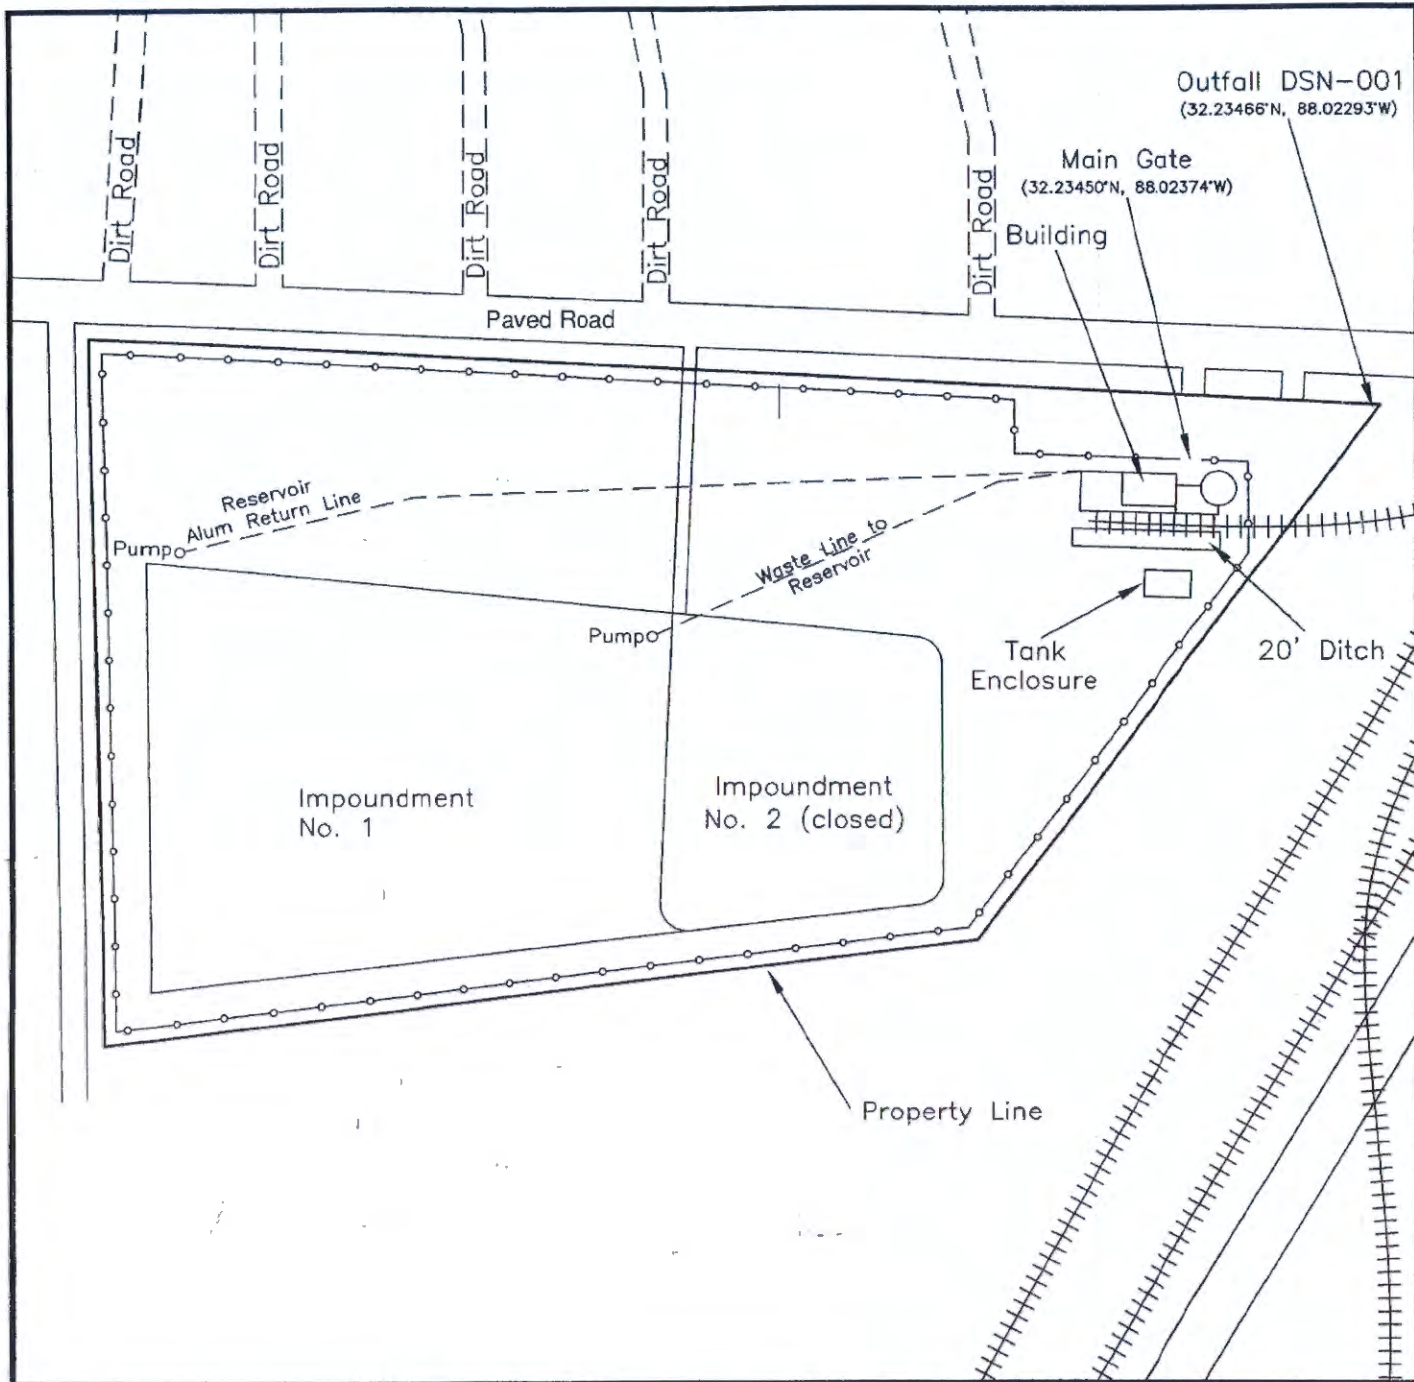 Outfall DSN-001
(32.23466°N, 88.02293°W)
Main Gate
(32.23450°N, 88.02374°W)
Building
Dirt Road
Dirt Road
Dirt Road
Dirt Road
Dirt Road
Paved Road
Reservoir
Alum Return Line
Pump
Waste Line to
Reservoir
Pump
Tank
Enclosure
20' Ditch
Impoundment
No. 1
Impoundment
No. 2 (closed)
Property Line